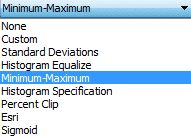 Minimum-Maximum
None
Custom
Standard Deviations
Histogram Equalize
Minimum-Maximum
Histogram Specification
Percent Clip
Esri
Sigmoid